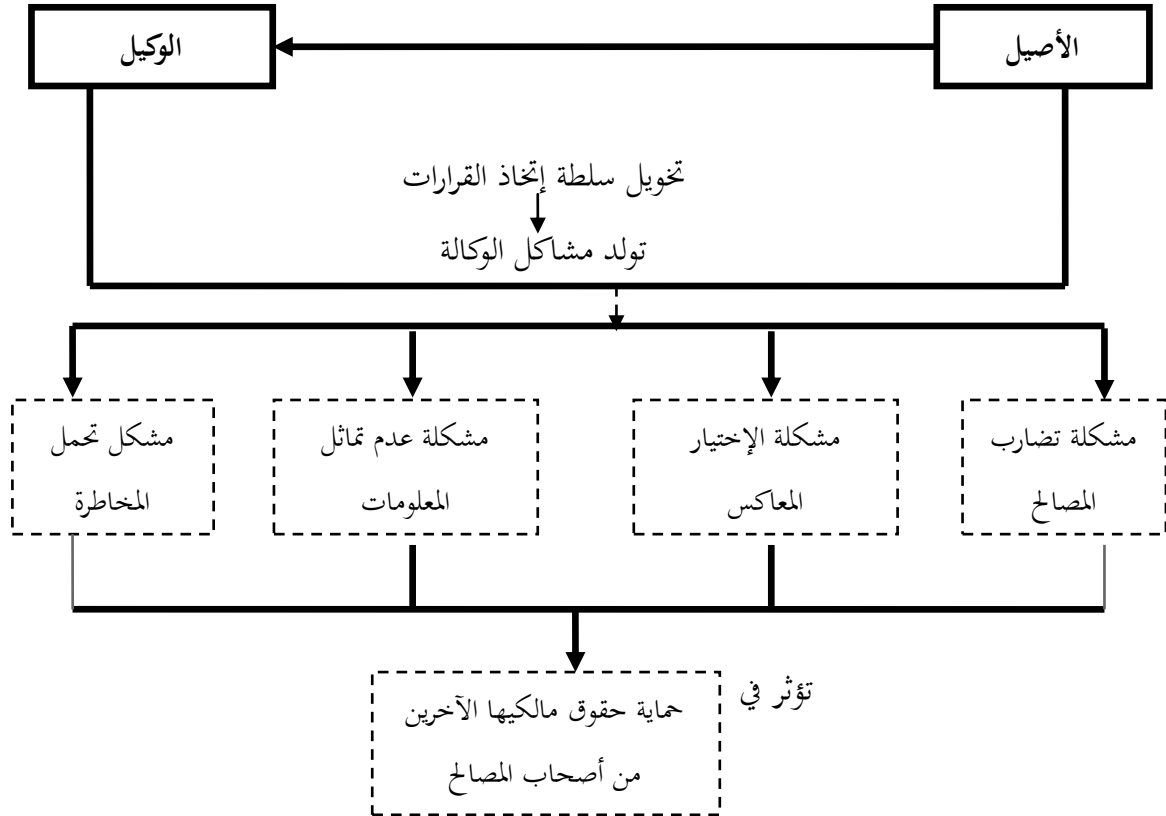 الأصيل
الوكيل
تخويل سلطة إتخاذ القرارات
تولد مشاكل الوكالة
مشكلة تضارب
المصالح
مشكلة الإختيار
المعاكس
مشكلة عدم تماثل
المعلومات
مشكل تحمل
المخاطرة
تؤثر في
حماية حقوق مالكيها الآخرين
من أصحاب المصالح